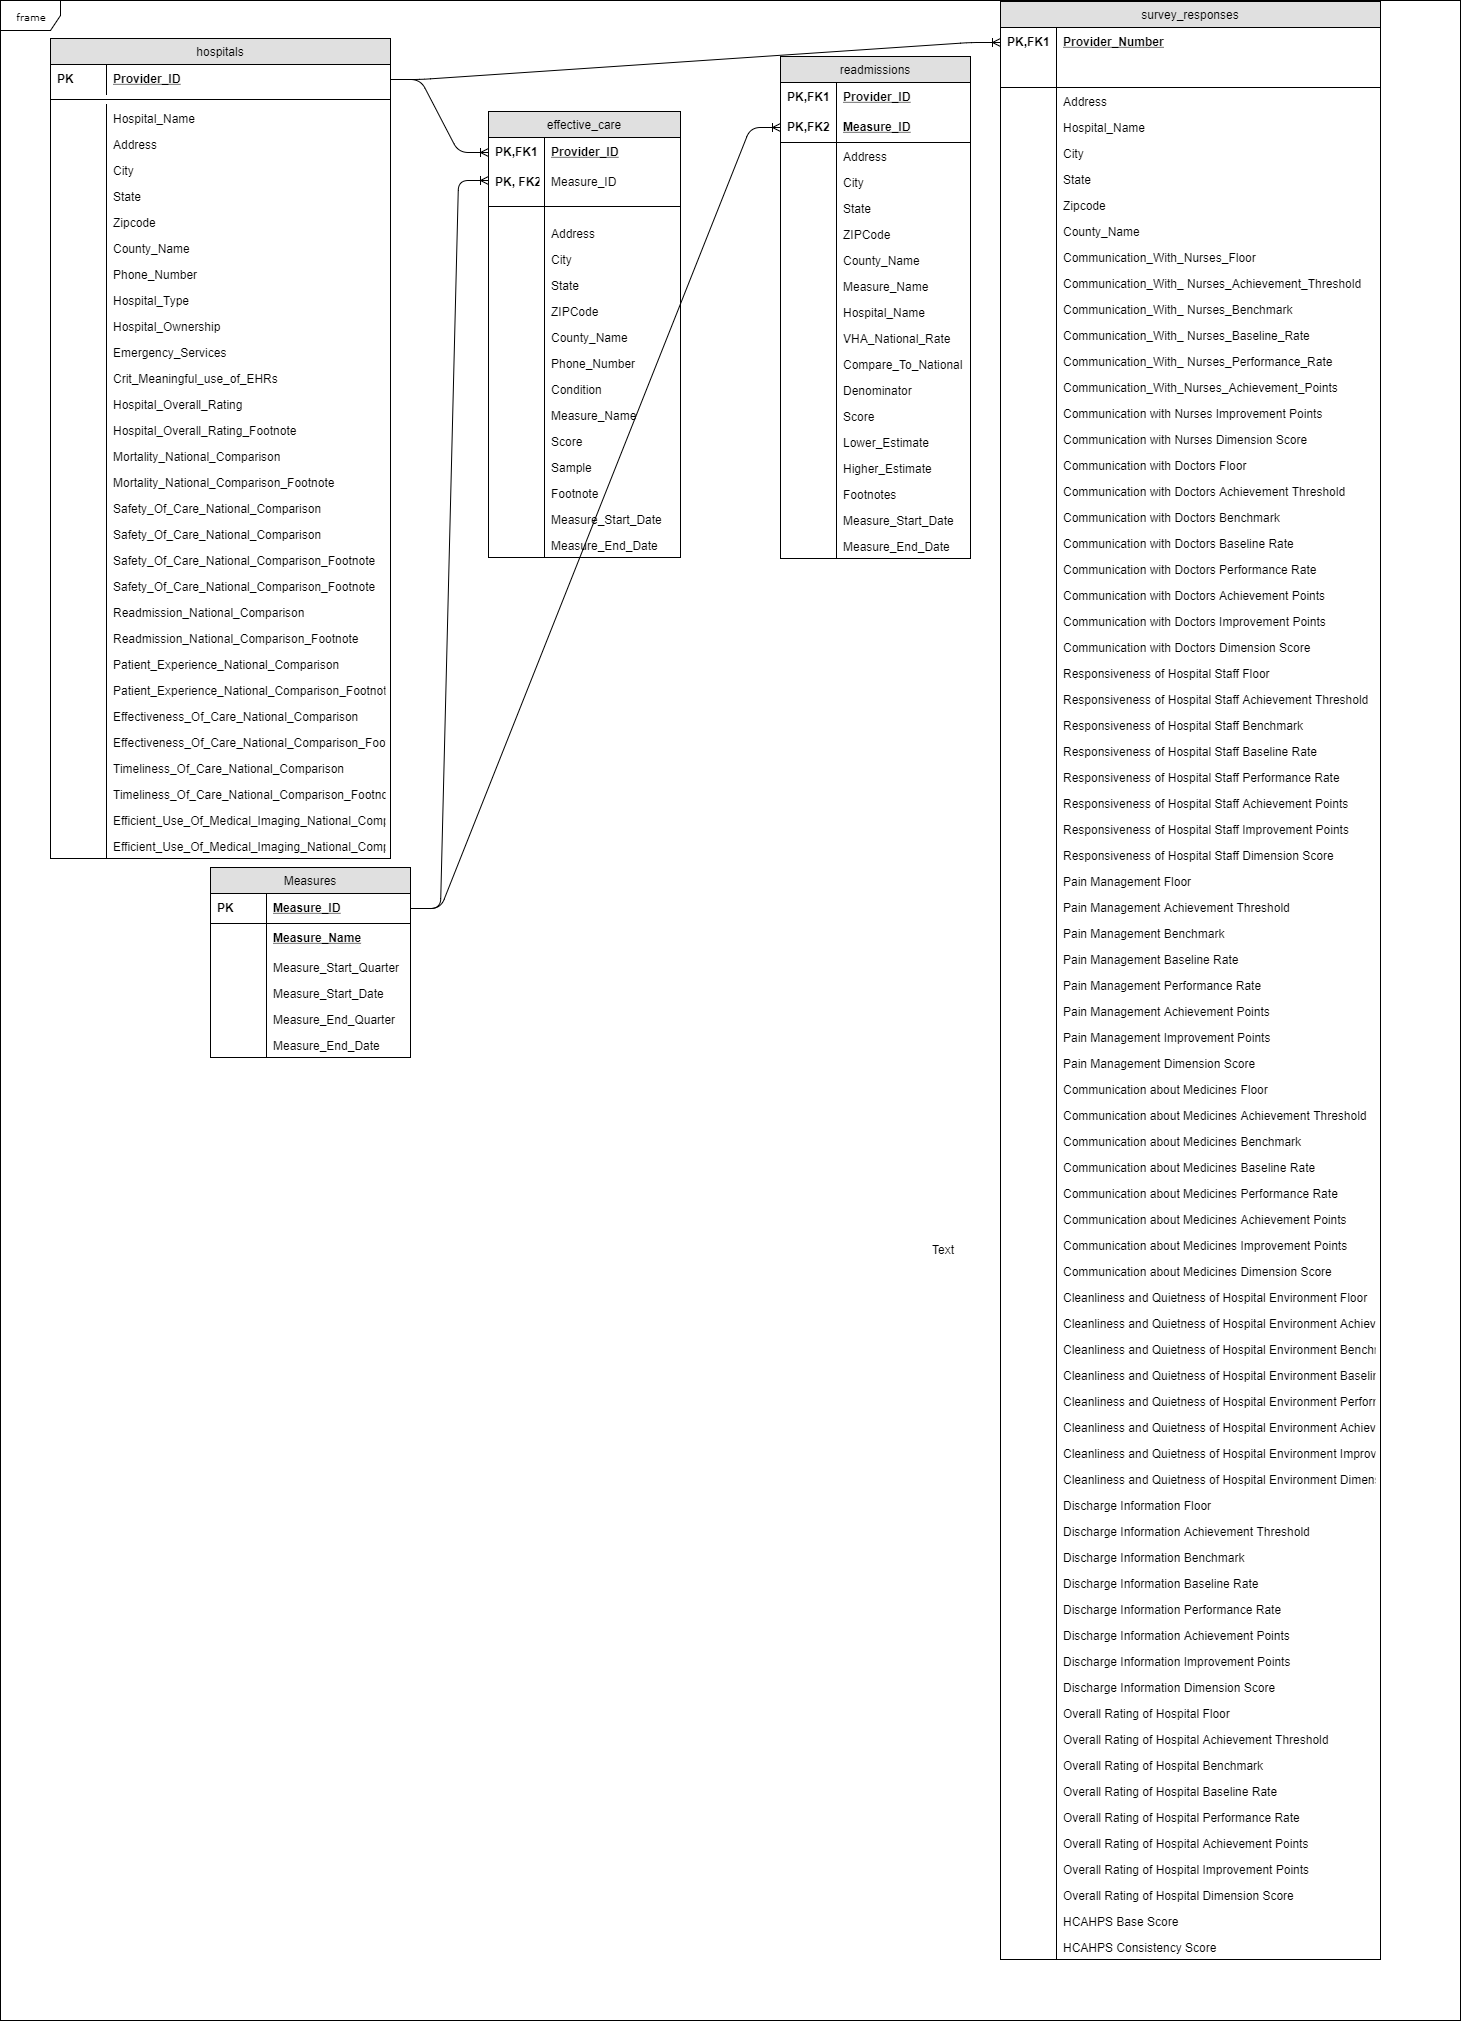 frame
hospitals
PK Provider_ID
Hospital_Name
Address
City
State
Zipcode
County_Name
Phone_Number
Hospital_Type
Hospital_Ownership
Emergency_Services
Crit_Meaningful_use_of_EHRs
Hospital_Overall_Rating
Hospital_Overall_Rating_Footnote
Mortality_National_Comparison
Mortality_National_Comparison_Footnote
Safety_Of_Care_National_Comparison
Safety_Of_Care_National_Comparison
Safety_Of_Care_National_Comparison_Footnote
Safety_Of_Care_National_Comparison_Footnote
Readmission_National_Comparison
Readmission_National_Comparison_Footnote
Patient_Experience_National_Comparison
Patient_Experience_National_Comparison_Footnot
Effectiveness_Of_Care_National_Comparison
Effectiveness_Of_Care_National_Comparison_Foo
Timeliness_Of_Care_National_Comparison
Timeliness_Of_Care_National_Comparison_Footnc
Efficient_Use_Of_Medical_Imaging_National_Comp
Efficient_Use_Of_Medical_Imaging_National_Comp
Measures
PK Measure_ID
Measure_Name
Measure_Start_Quarter
Measure_Start_Date
Measure_End_Quarter
Measure_End_Date
effective_care
PK,FK1 Provider_ID
PK, FK2 Measure_ID
Address
City
State
ZIPCode
County_Name
Phone_Number
Condition
Measure_Name
Score
Sample
Footnote
Measure_Start_Date
Measure_End_Date
readmissions
PK,FK1 Provider_ID
PK,FK2 Measure_ID
Address
City
State
ZIPCode
County_Name
Measure_Name
Hospital_Name
VHA_National_Rate
Compare_To_National
Denominator
Score
Lower_Estimate
Higher_Estimate
Footnotes
Measure_Start_Date
Measure_End_Date
Text
survey_responses
PK,FK1 Provider_Number
Address
Hospital_Name
City
State
Zipcode
County_Name
Communication_With_Nurses_Floor
Communication_With_ Nurses_Achievement_Threshold
Communication_With_ Nurses_Benchmark
Communication_With_ Nurses_Baseline_Rate
Communication_With_ Nurses_Performance_Rate
Communication_With_Nurses_Achievement_Points
Communication with Nurses Improvement Points
Communication with Nurses Dimension Score
Communication with Doctors Floor
Communication with Doctors Achievement Threshold
Communication with Doctors Benchmark
Communication with Doctors Baseline Rate
Communication with Doctors Performance Rate
Communication with Doctors Achievement Points
Communication with Doctors Improvement Points
Communication with Doctors Dimension Score
Responsiveness of Hospital Staff Floor
Responsiveness of Hospital Staff Achievement Threshold
Responsiveness of Hospital Staff Benchmark
Responsiveness of Hospital Staff Baseline Rate
Responsiveness of Hospital Staff Performance Rate
Responsiveness of Hospital Staff Achievement Points
Responsiveness of Hospital Staff Improvement Points
Responsiveness of Hospital Staff Dimension Score
Pain Management Floor
Pain Management Achievement Threshold
Pain Management Benchmark
Pain Management Baseline Rate
Pain Management Performance Rate
Pain Management Achievement Points
Pain Management Improvement Points
Pain Management Dimension Score
Communication about Medicines Floor
Communication about Medicines Achievement Threshold
Communication about Medicines Benchmark
Communication about Medicines Baseline Rate
Communication about Medicines Performance Rate
Communication about Medicines Achievement Points
Communication about Medicines Improvement Points
Communication about Medicines Dimension Score
Cleanliness and Quietness of Hospital Environment Floor
Cleanliness and Quietness of Hospital Environment Achiev
Cleanliness and Quietness of Hospital Environment Bench
Cleanliness and Quietness of Hospital Environment Baselin
Cleanliness and Quietness of Hospital Environment Perfor
Cleanliness and Quietness of Hospital Environment Achiev
Cleanliness and Quietness of Hospital Environment Improv
Cleanliness and Quietness of Hospital Environment Dimens
Discharge Information Floor
Discharge Information Achievement Threshold
Discharge Information Benchmark
Discharge Information Baseline Rate
Discharge Information Performance Rate
Discharge Information Achievement Points
Discharge Information Improvement Points
Discharge Information Dimension Score
Overall Rating of Hospital Floor
Overall Rating of Hospital Achievement Threshold
Overall Rating of Hospital Benchmark
Overall Rating of Hospital Baseline Rate
Overall Rating of Hospital Performance Rate
Overall Rating of Hospital Achievement Points
Overall Rating of Hospital Improvement Points
Overall Rating of Hospital Dimension Score
HCAHPS Base Score
HCAHPS Consistency Score